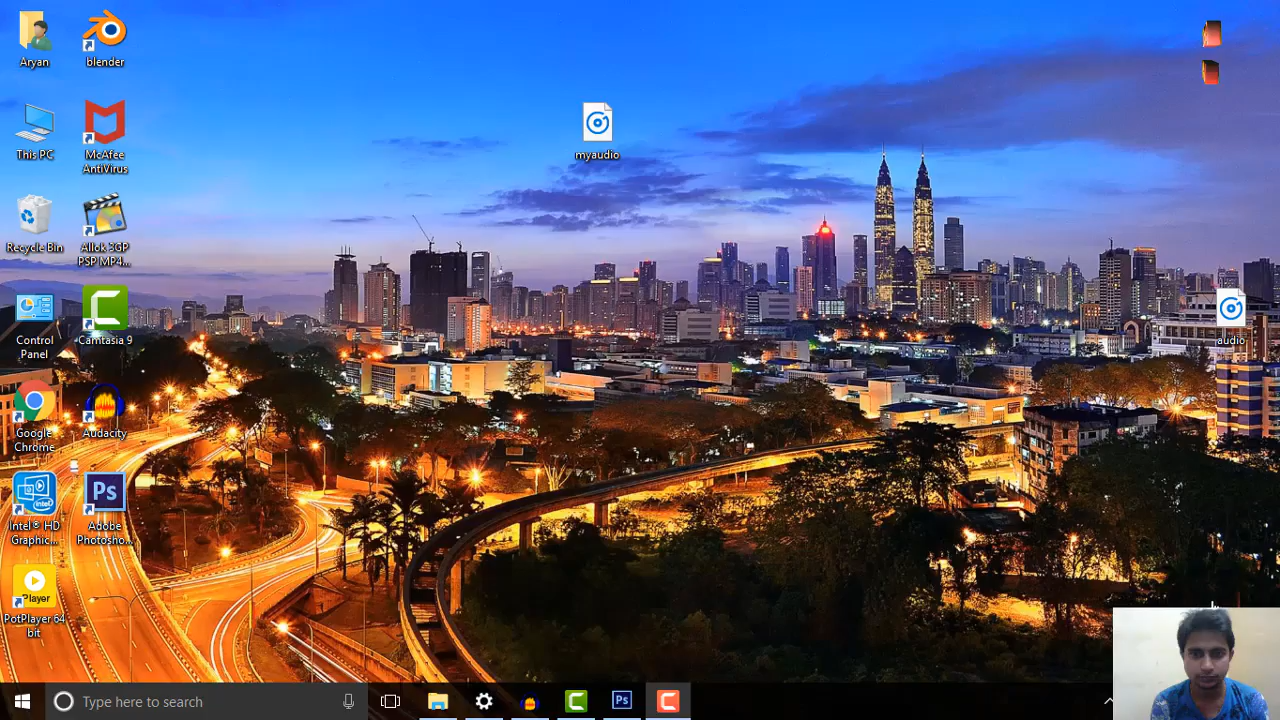 Aryan
blender
This PC
McAfee
AntiVirus
Recycle Bin
Allok 3GP
PSP MP4...
Control
Panel
Camtasia 9
Google
Chrome
Audacity
Intel® HD
Graphic...
Ps
Adobe
Photosho...
Player
PotPlayer 64
bit
myaudio
audio
Type here to search
Ps